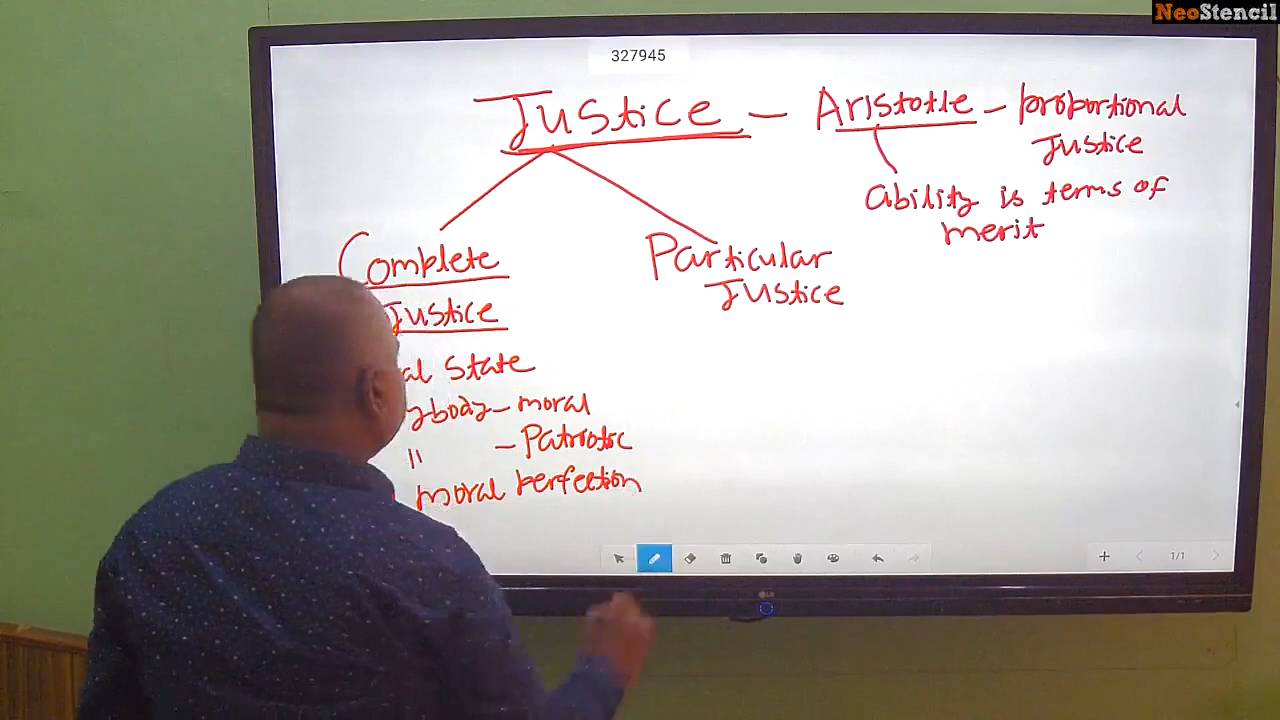 NeoStencil
327945
Justice – Aristotle – proportional
Justice
ability is terms of
merit
Complete
Justice
Particular
Justice
State
– moral
" – Patriotic
moral Perfection
1/1
LG